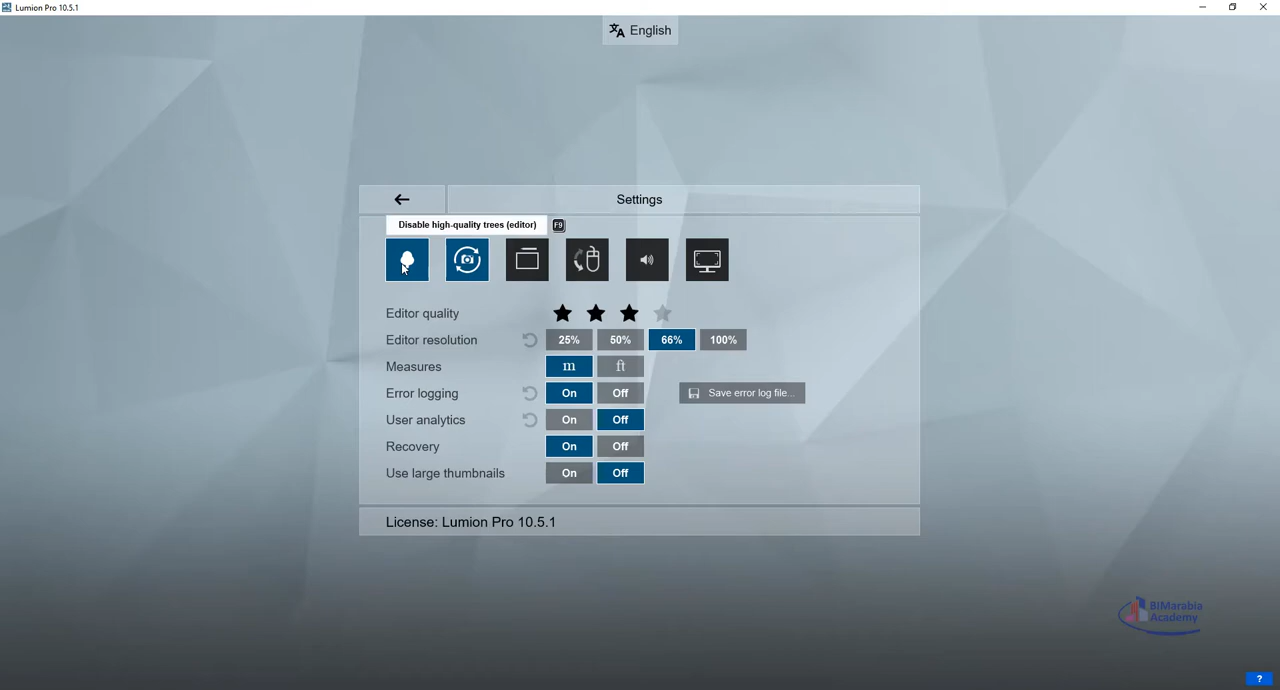 Lumion Pro 10.5.1
English
Settings
Disable high-quality trees (editor) F9
Editor quality
Editor resolution 25% 50% 66% 100%
Measures m ft
Error logging On Off Save error log file...
User analytics On Off
Recovery On Off
Use large thumbnails On Off
License: Lumion Pro 10.5.1
BIMarabia
Academy
?